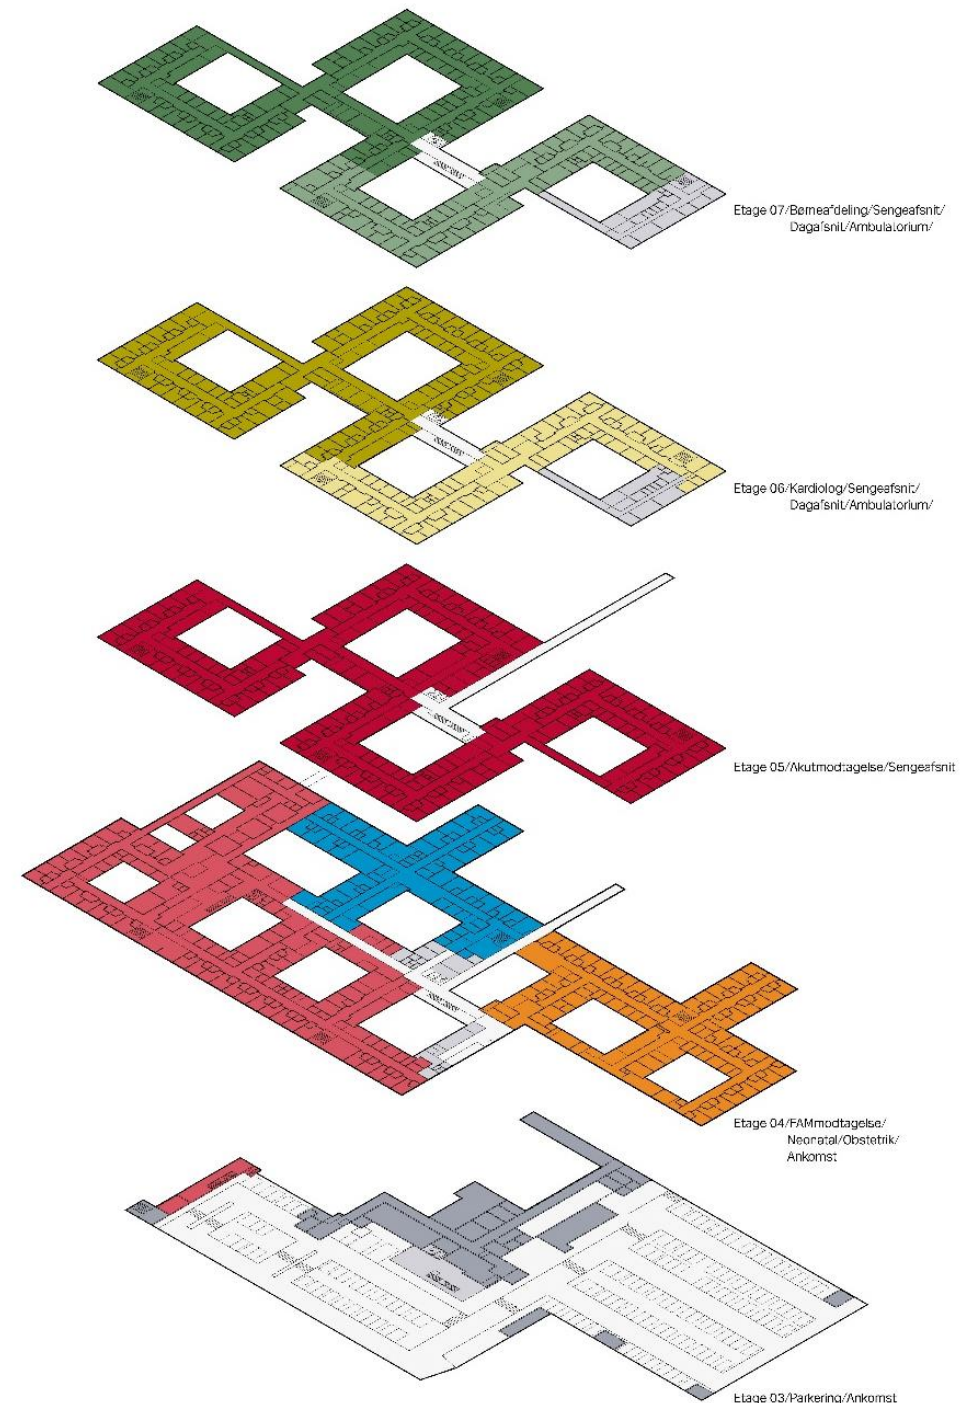 Etage 07/Børneafdeling/Sengeafsnit/
Dagafsnit/Ambulatorium/
Etage 06/Kardiolog/Sengeafsnit/
Dagafsnit/Ambulatorium/
Etage 05/Akutmodtagelse/Sengeafsnit
Etage 04/FAMmodtagelse/
Neonatal/Obstetrik/
Ankomst
Etage 03/Parkering/Ankomst